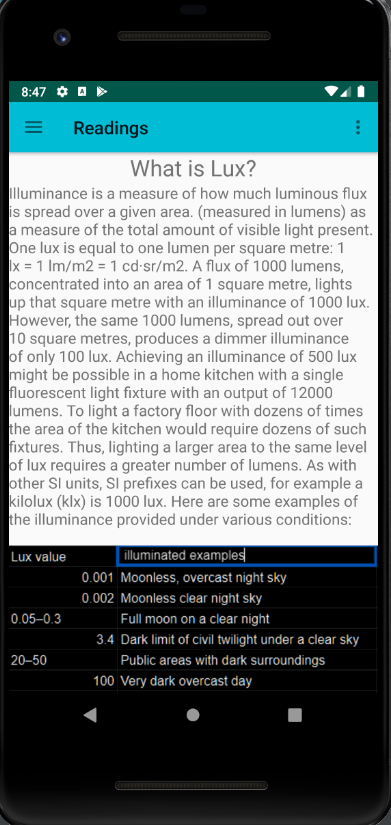 8:47
Readings
What is Lux?
Illuminance is a measure of how much luminous flux
is spread over a given area. (measured in lumens) as
a measure of the total amount of visible light present.
One lux is equal to one lumen per square metre: 1
lx = 1 lm/m2 = 1 cd·sr/m2. A flux of 1000 lumens,
concentrated into an area of 1 square metre, lights
up that square metre with an illuminance of 1000 lux.
However, the same 1000 lumens, spread out over
10 square metres, produces a dimmer illuminance
of only 100 lux. Achieving an illuminance of 500 lux
might be possible in a home kitchen with a single
fluorescent light fixture with an output of 12000
lumens. To light a factory floor with dozens of times
the area of the kitchen would require dozens of such
fixtures. Thus, lighting a larger area to the same level
of lux requires a greater number of lumens. As with
other SI units, SI prefixes can be used, for example a
kilolux (klx) is 1000 lux. Here are some examples of
the illuminance provided under various conditions:
Lux value illuminated examples
0.001 Moonless, overcast night sky
0.002 Moonless clear night sky
0.05–0.3 Full moon on a clear night
3.4 Dark limit of civil twilight under a clear sky
20–50 Public areas with dark surroundings
100 Very dark overcast day